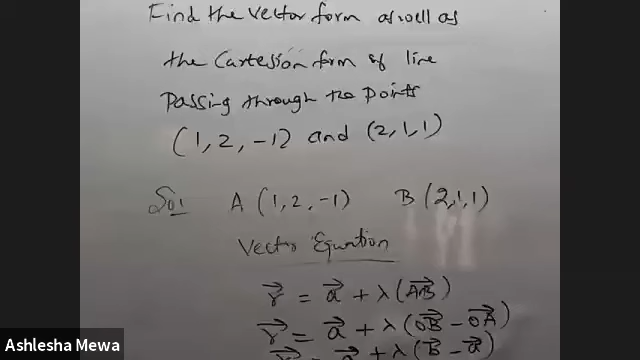 Find the vector form as well as
the Cartesion form of line
Passing through the points
(1, 2, -1) and (2, 1, 1)
Sol A (1, 2, -1) B (2, 1, 1)
Vector Equation
r⃗ = a⃗ + λ (AB⃗)
r⃗ = a⃗ + λ (OB⃗ - OA⃗)
r⃗ = a⃗ + λ (B⃗ - a⃗)
Ashlesha Mewa